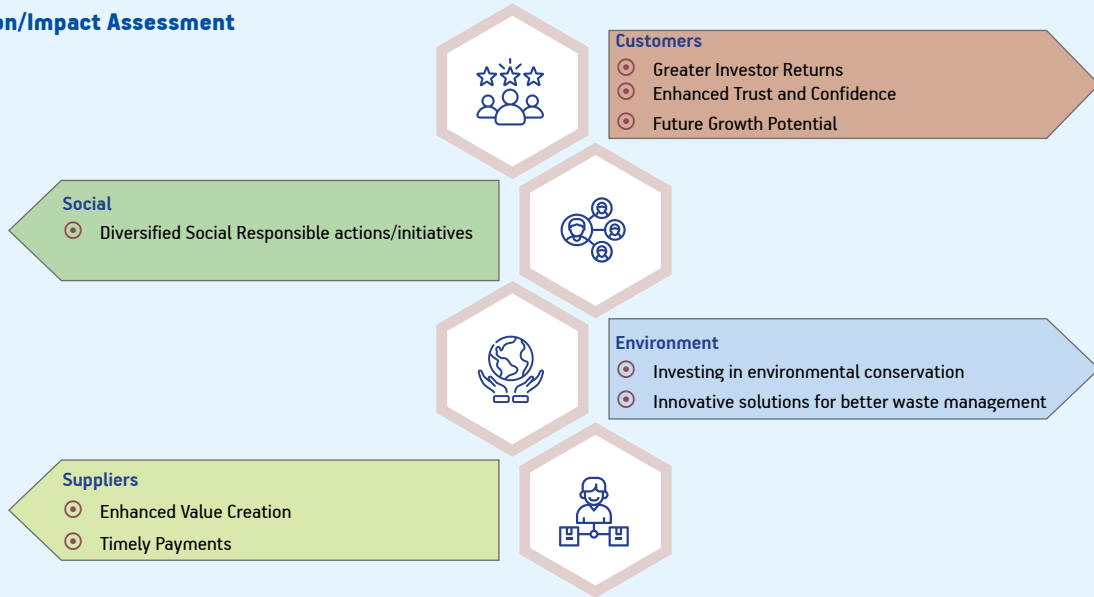 on/Impact Assessment
Customers
Greater Investor Returns
Enhanced Trust and Confidence
Future Growth Potential
Social
Diversified Social Responsible actions/initiatives
Environment
Investing in environmental conservation
Innovative solutions for better waste management
Suppliers
Enhanced Value Creation
Timely Payments